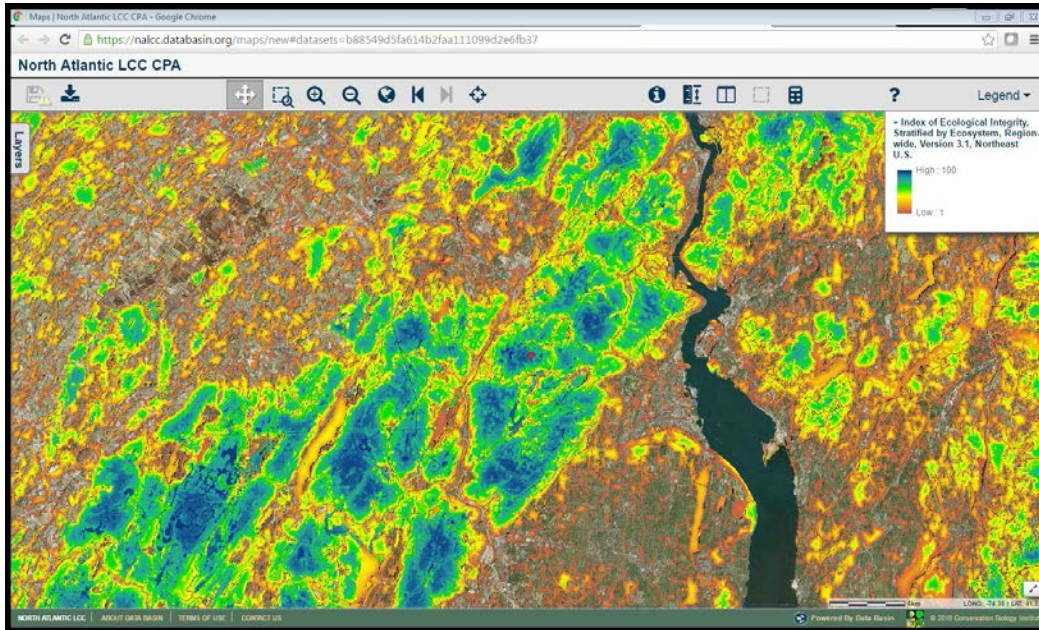 Maps | North Atlantic LCC CPA - Google Chrome
https://nalcc.databasin.org/maps/new#datasets=b88549d5fa614b2faa111099d2e6fb37
North Atlantic LCC CPA
? Legend
Layers
- Index of Ecological Integrity,
Stratified by Ecosystem, Region-
wide, Version 3.1, Northeast
U.S.
High : 100
Low : 1
4km
NORTH ATLANTIC LCC | ABOUT DATA BASIN | TERMS OF USE | CONTACT US
Powered By Data Basin